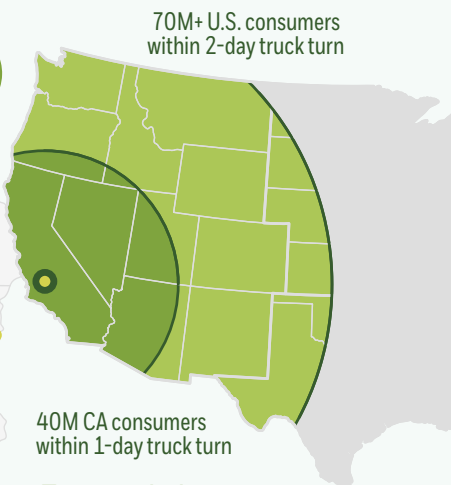 70M+ U.S. consumers
within 2-day truck turn
40M CA consumers
within 1-day truck turn